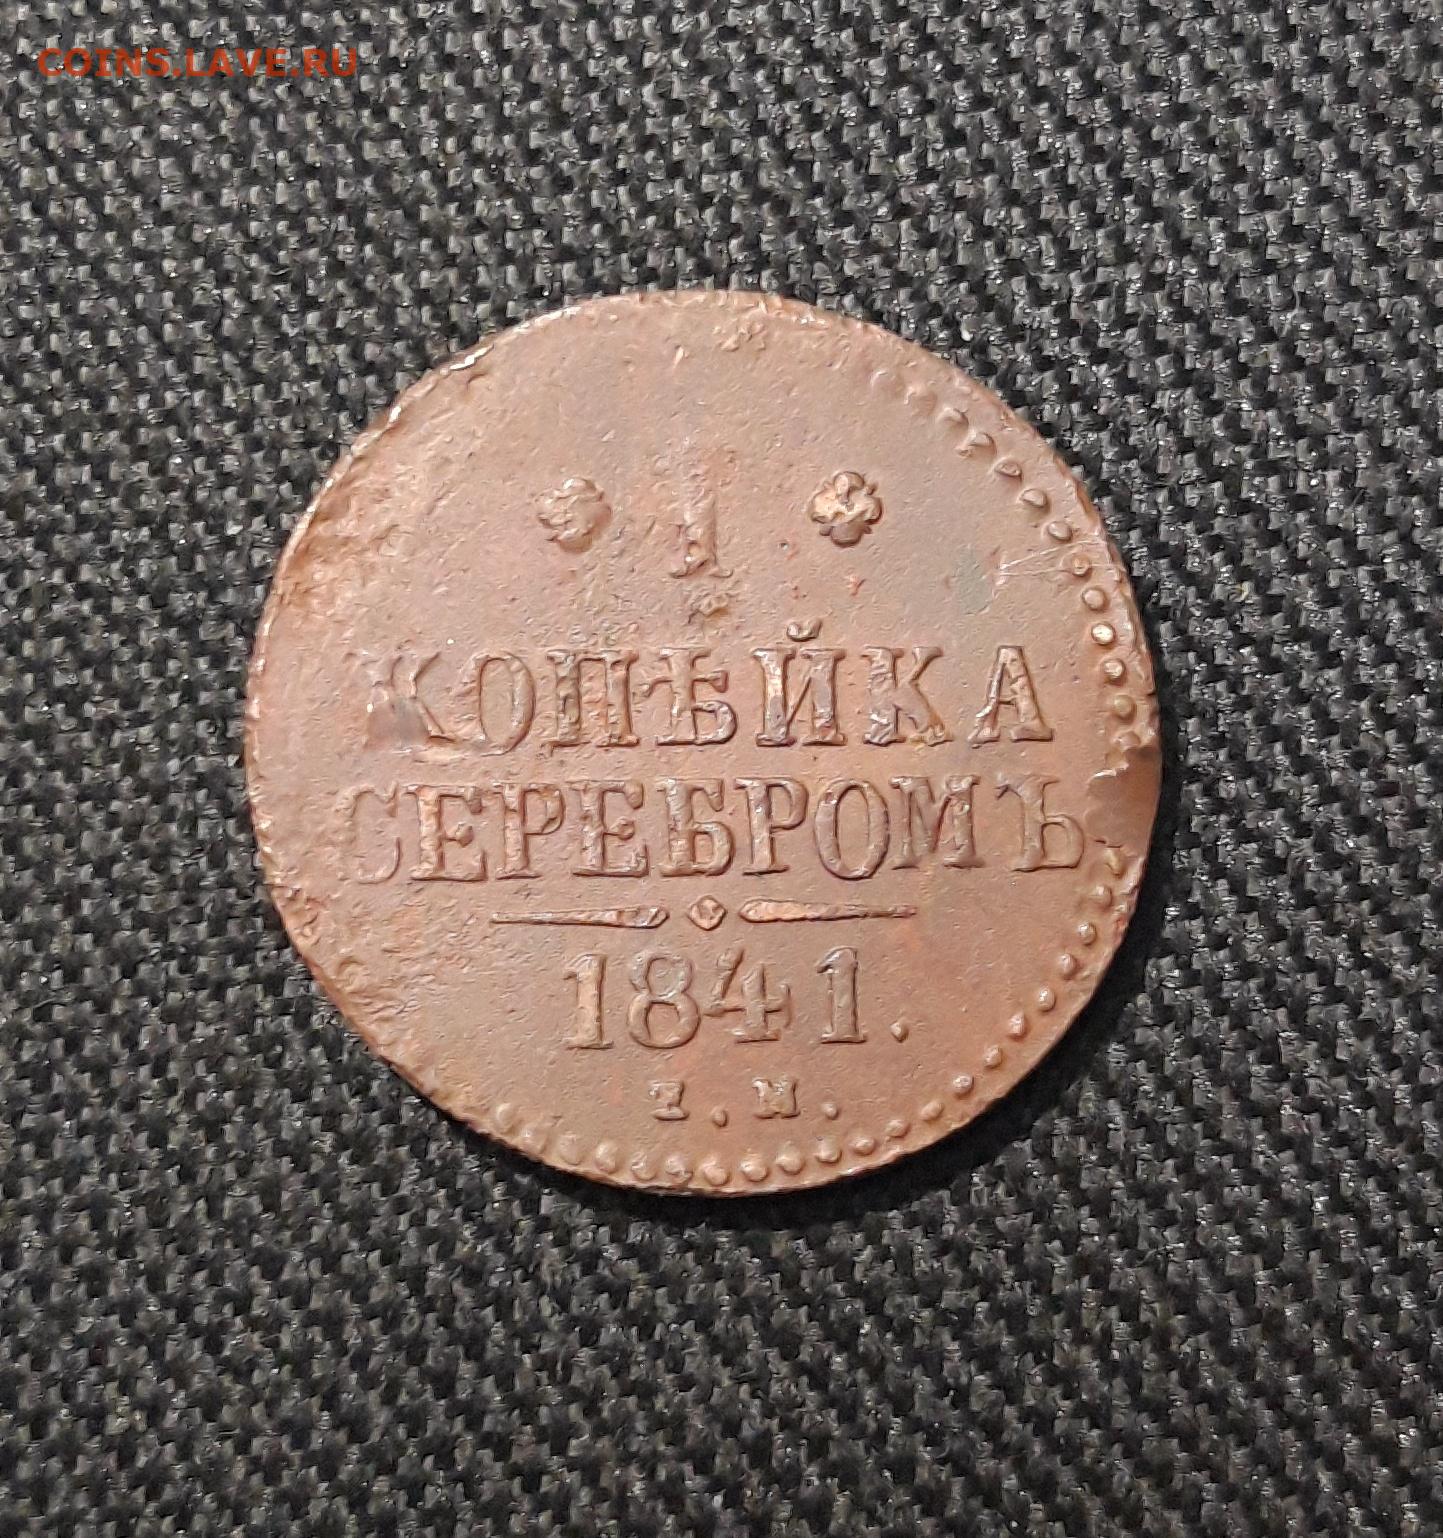 COINS.LAVE.RU
1
КОПѢЙКА
СЕРЕБРОМЪ
1841.
Е.М.